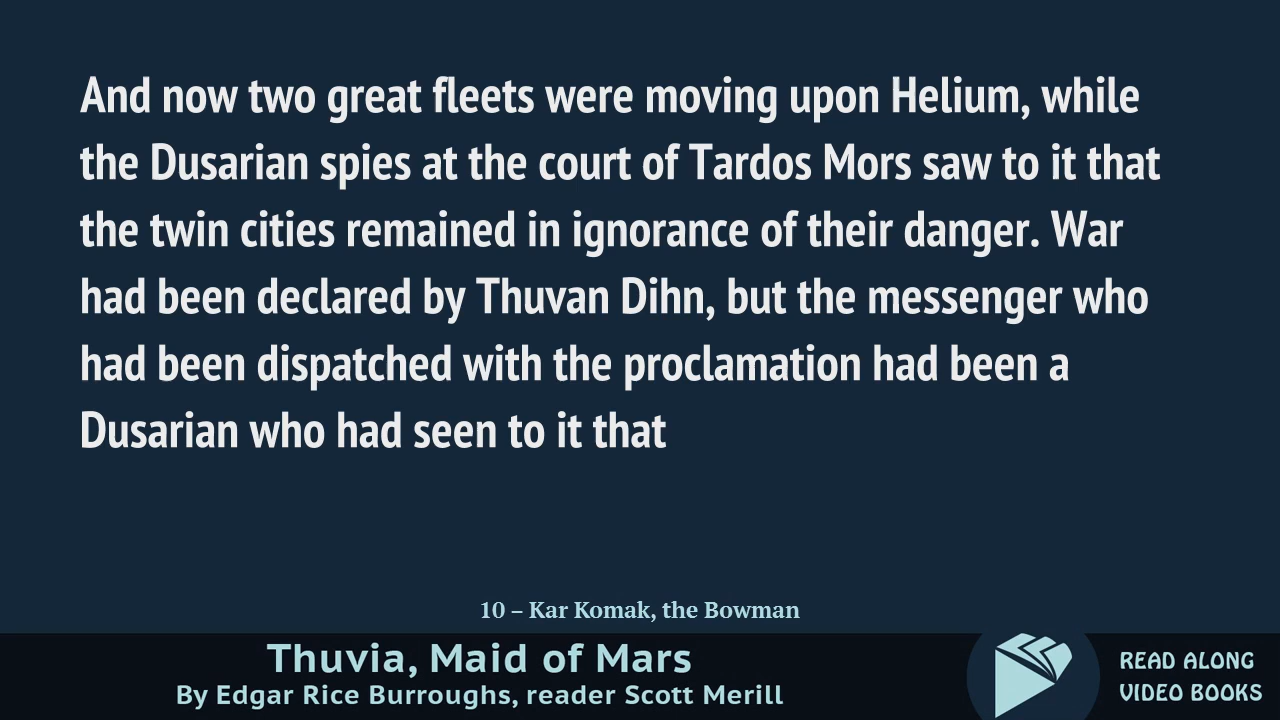 And now two great fleets were moving upon Helium, while
the Dusarian spies at the court of Tardos Mors saw to it that
the twin cities remained in ignorance of their danger. War
had been declared by Thuvan Dihn, but the messenger who
had been dispatched with the proclamation had been a
Dusarian who had seen to it that
10 – Kar Komak, the Bowman
Thuvia, Maid of Mars
By Edgar Rice Burroughs, reader Scott Merill
READ ALONG
VIDEO BOOKS